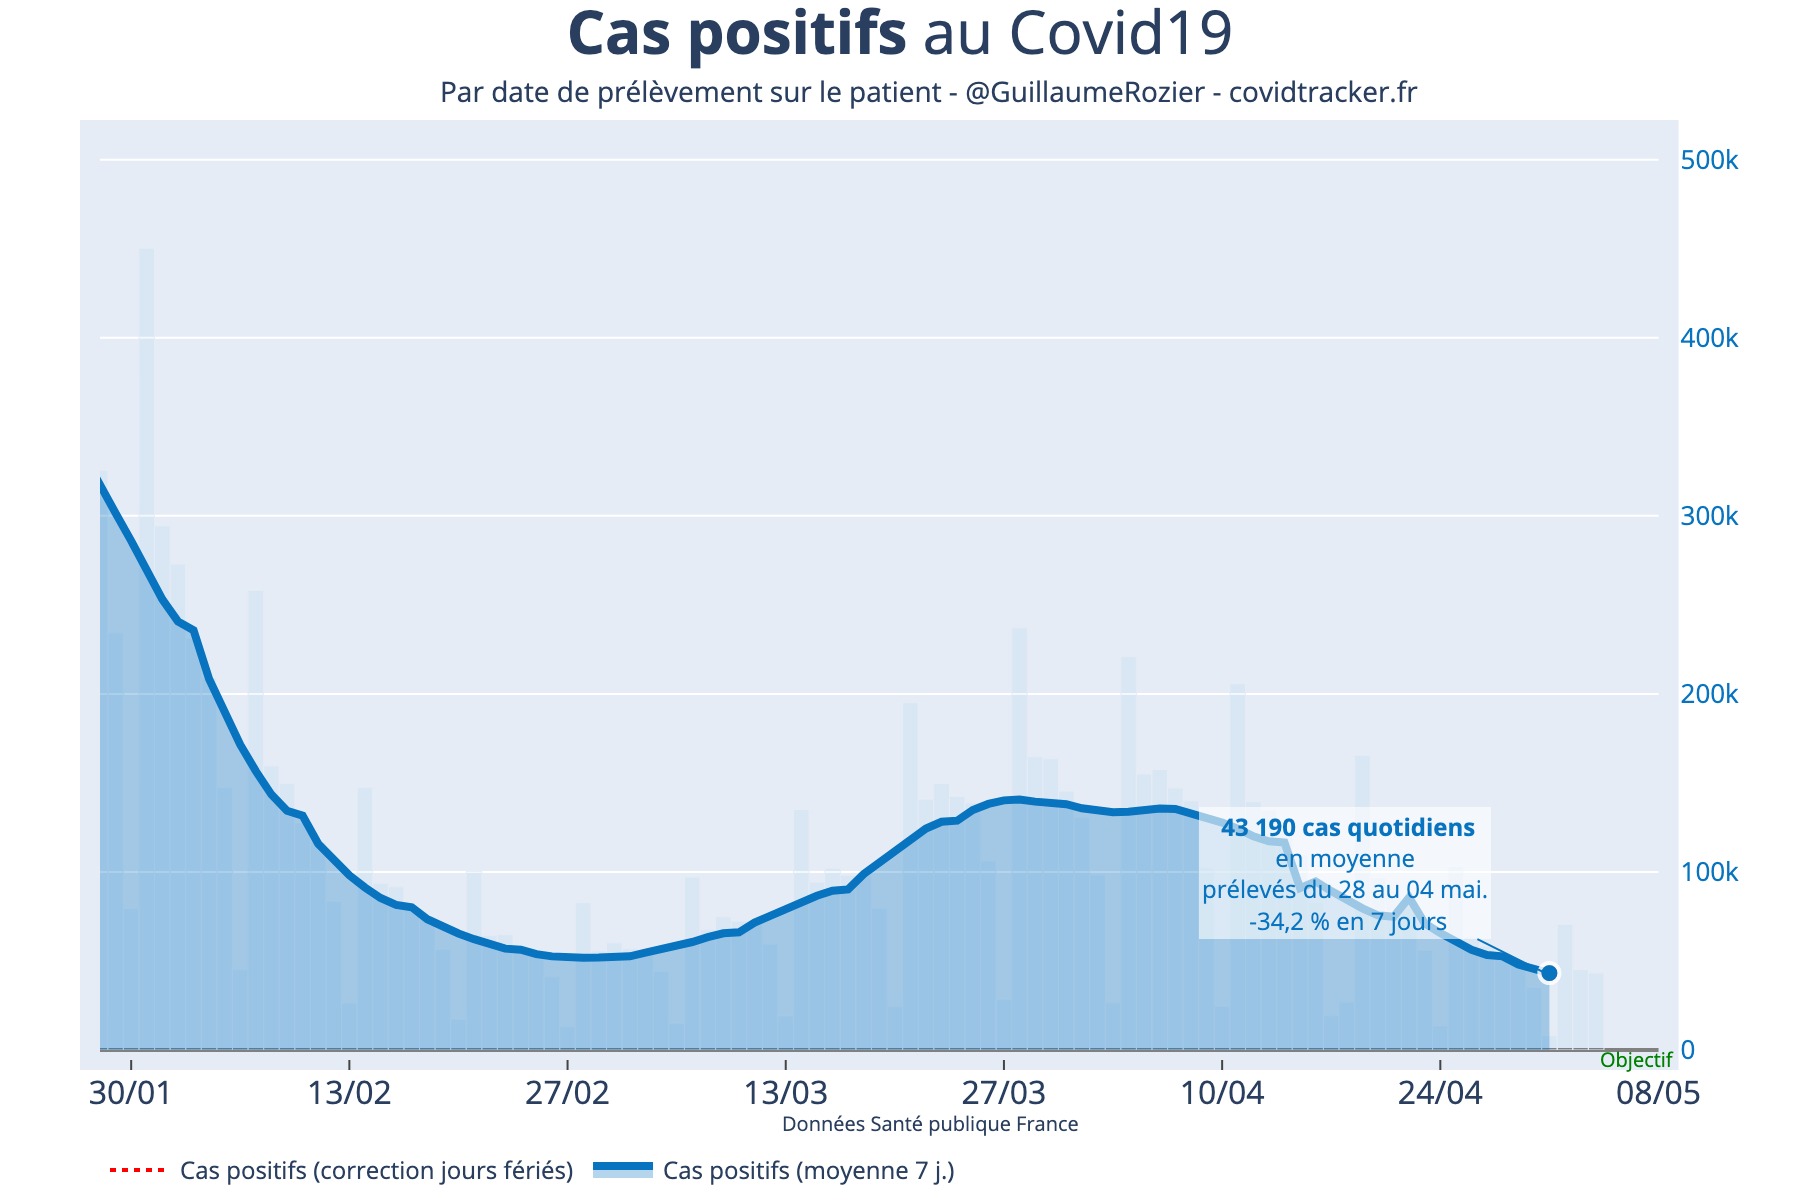 Cas positifs au Covid19
Par date de prélèvement sur le patient - @GuillaumeRozier - covidtracker.fr
500k
400k
300k
200k
100k
0
43 190 cas quotidiens
en moyenne
prélevés du 28 au 04 mai.
-34,2 % en 7 jours
Objectif
30/01 13/02 27/02 13/03 27/03 10/04 24/04 08/05
Données Santé publique France
Cas positifs (correction jours fériés) Cas positifs (moyenne 7 j.)